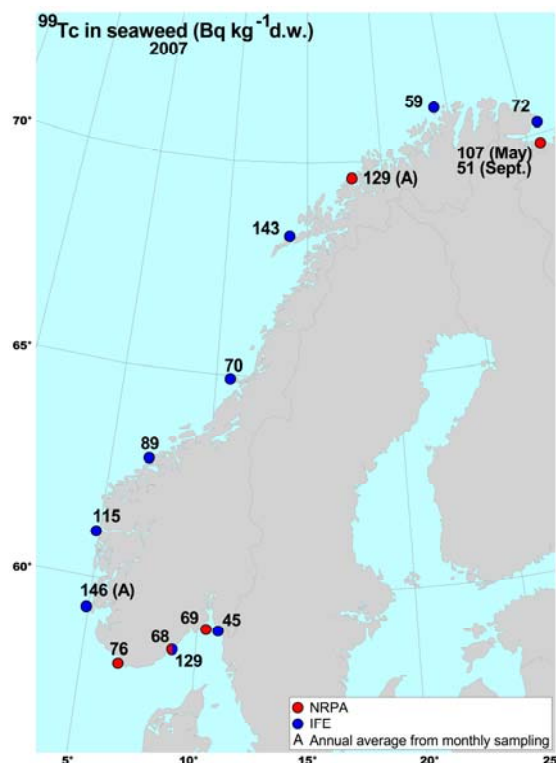 ⁹⁹Tc in seaweed (Bq kg⁻¹d.w.)
2007
59
72
70°
107 (May)
51 (Sept.)
129 (A)
143
65°
70
89
115
60°
146 (A)
69
45
68
76
129
NRPA
IFE
A Annual average from monthly sampling
5°
10°
15°
20°
25